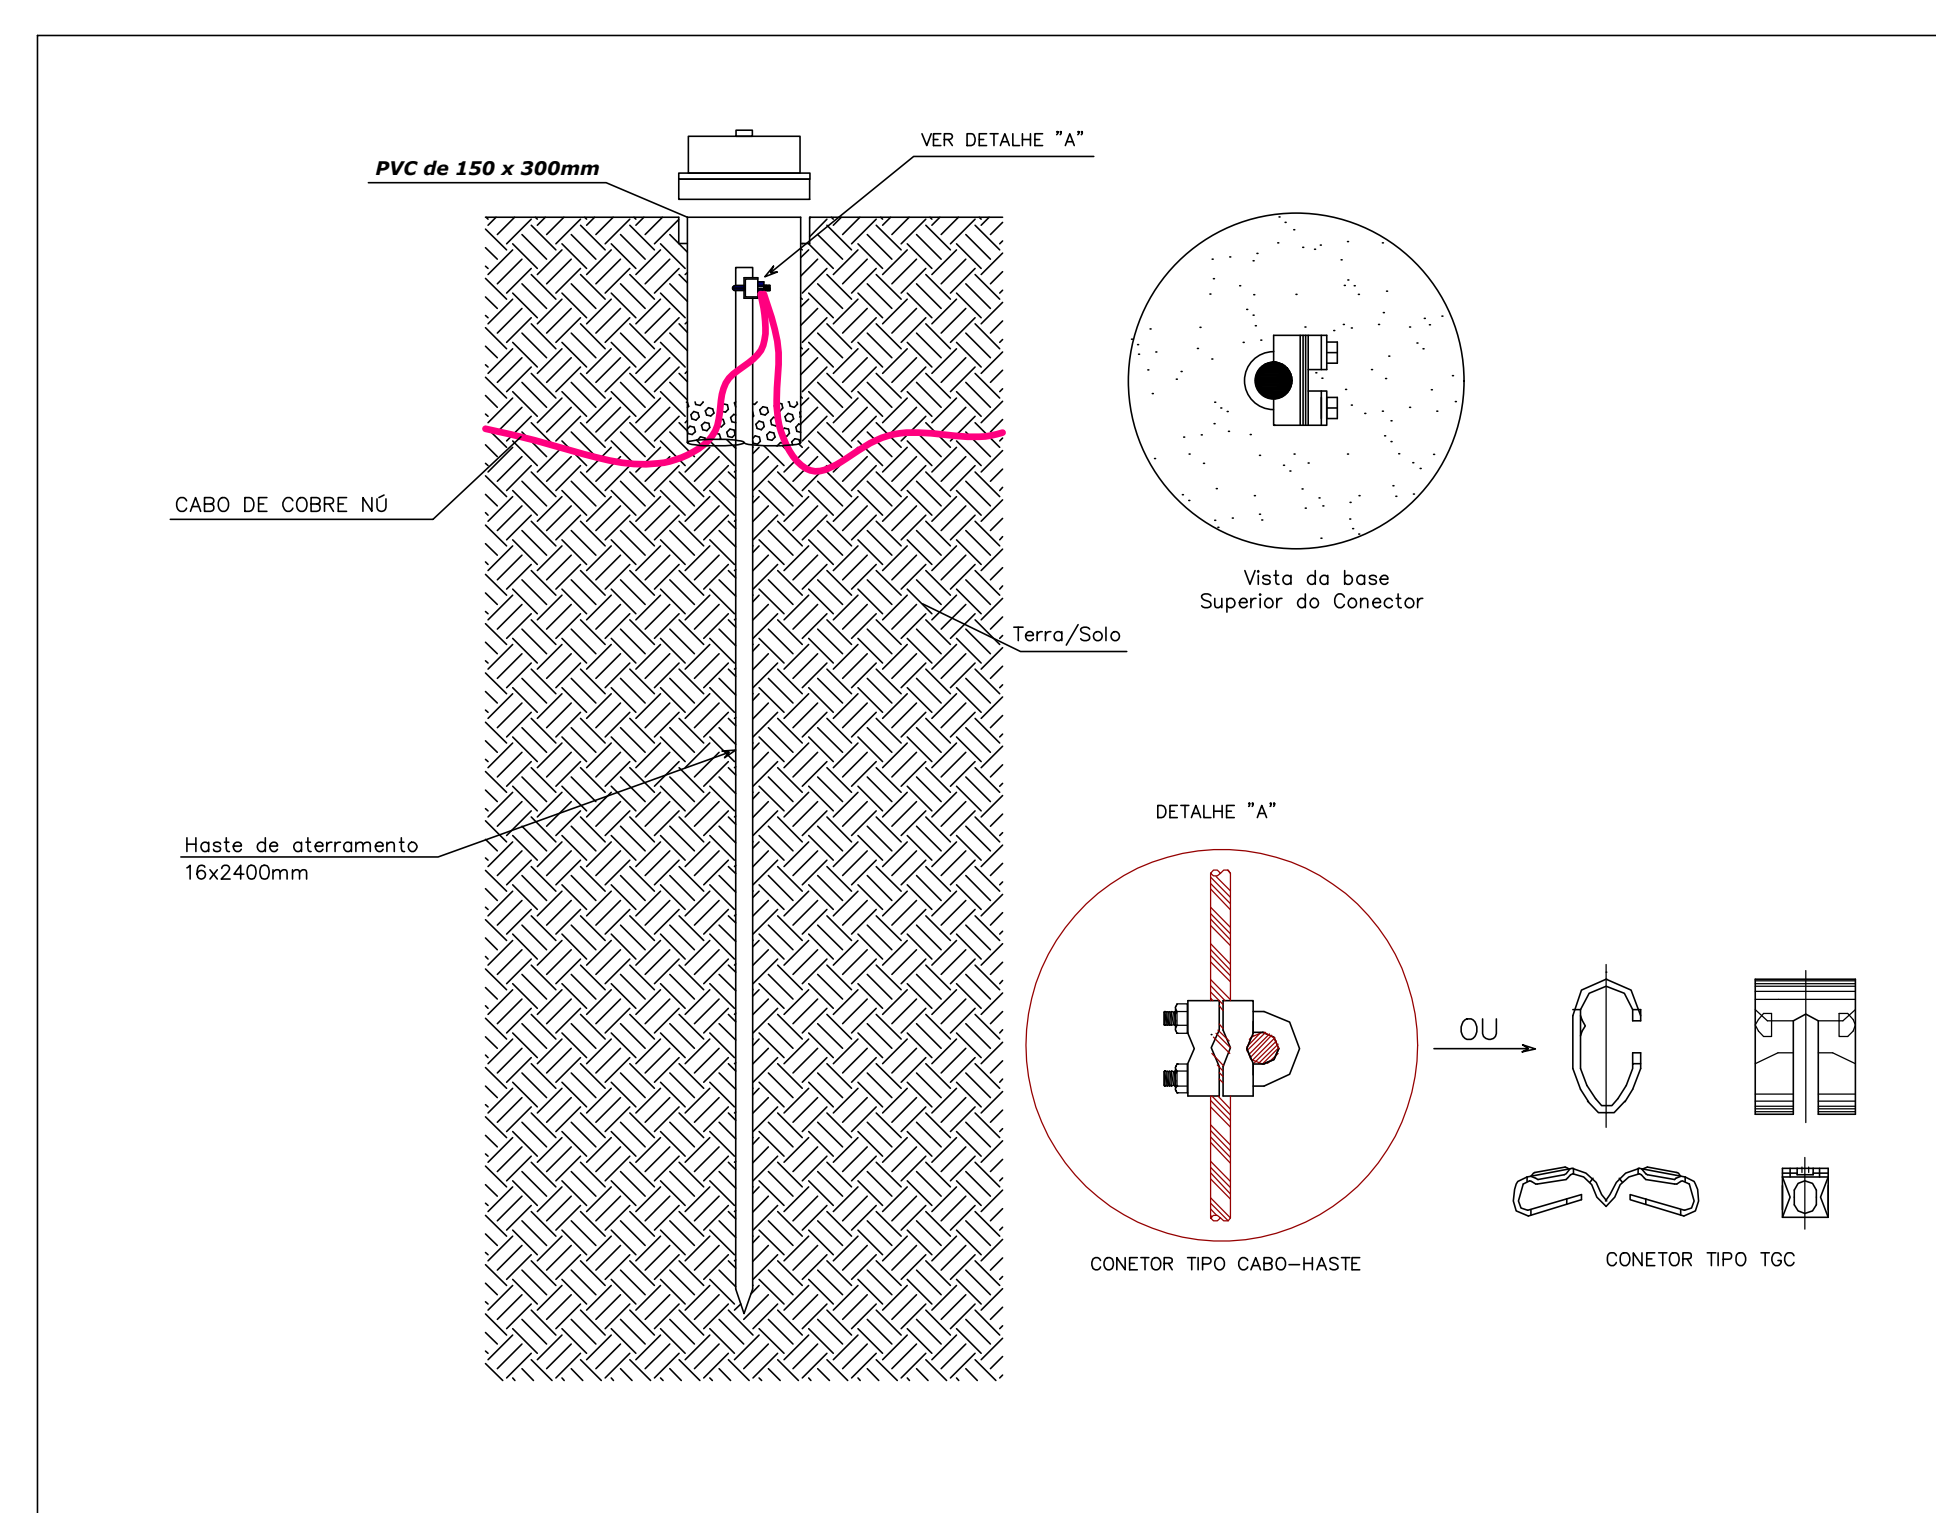 VER DETALHE "A"
PVC de 150 x 300mm
CABO DE COBRE NÚ
Vista da base
Superior do Conector
Terra/Solo
DETALHE "A"
Haste de aterramento
16x2400mm
OU
CONETOR TIPO CABO-HASTE
CONETOR TIPO TGC